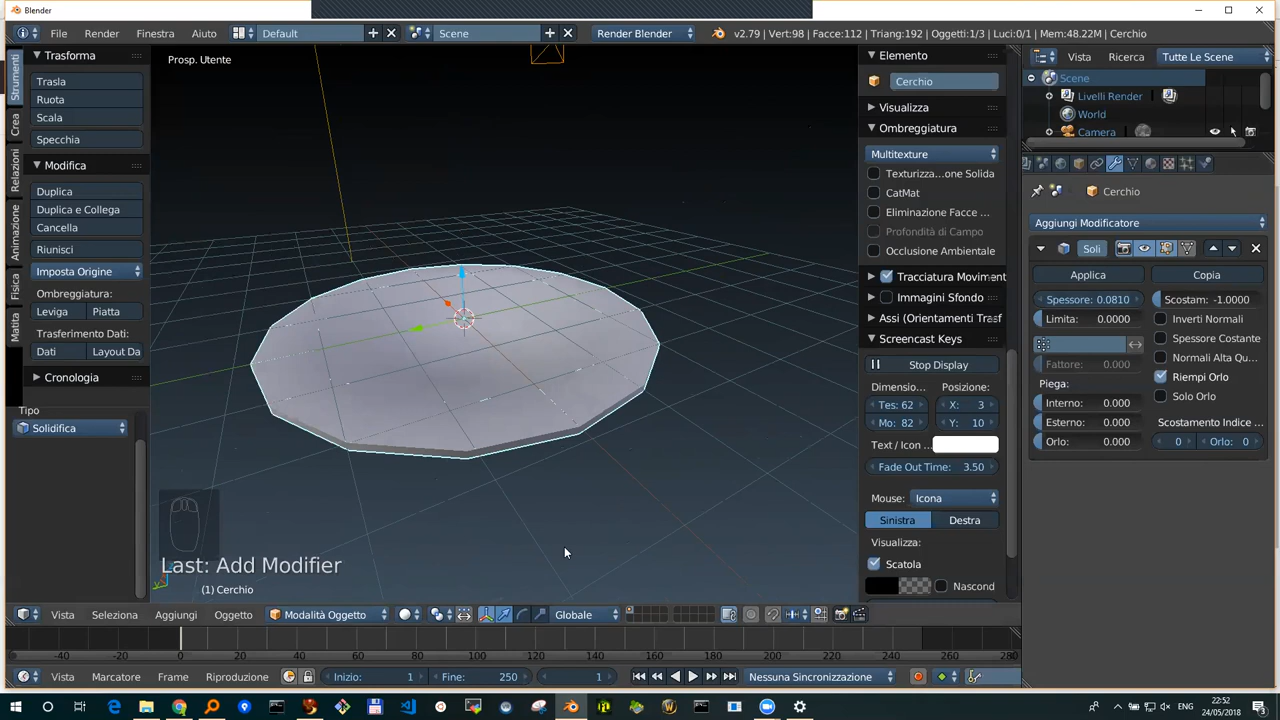 Blender
File Render Finestra Aiuto Default Scene Render Blender v2.79 | Vert:98 | Facce:112 | Triang:192 | Oggetti:1/3 | Luci:0/1 | Mem:48.22M | Cerchio
Strumenti
Crea
Relazioni
Animazione
Fisica
Matita
Trasforma
Trasla
Ruota
Scala
Specchia
Modifica
Duplica
Duplica e Collega
Cancella
Riunisci
Imposta Origine
Ombreggiatura:
Leviga Piatta
Trasferimento Dati:
Dati Layout Da
Cronologia
Tipo
Solidifica
Prosp. Utente
Last: Add Modifier
(1) Cerchio
Elemento
Cerchio
Visualizza
Ombreggiatura
Multitexture
Texturizza...one Solida
CatMat
Eliminazione Facce ...
Profondità di Campo
Occlusione Ambientale
Tracciatura Moviment
Immagini Sfondo
Assi (Orientamenti Trasf
Screencast Keys
Stop Display
Dimensio... Posizione:
Tes: 62 X: 3
Mo: 82 Y: 10
Text / Icon ...
Fade Out Time: 3.50
Mouse: Icona
Sinistra Destra
Visualizza:
Scatola
Nascond
Vista Ricerca Tutte Le Scene
Scene
Livelli Render
World
Camera
Cerchio
Aggiungi Modificatore
Soli
Applica Copia
Spessore: 0.0810 Scostam: -1.0000
Limita: 0.0000 Inverti Normali
Spessore Costante
Normali Alta Qu...
Fattore: 0.000 Riempi Orlo
Piega: Solo Orlo
Interno: 0.000
Esterno: 0.000 Scostamento Indice ...
Orlo: 0.000 0 Orlo: 0
Vista Seleziona Aggiungi Oggetto Modalità Oggetto Globale
-40 -20 0 20 40 60 80 100 120 140 160 180 200 220 240 260 280
Vista Marcatore Frame Riproduzione Inizio: 1 Fine: 250 1 Nessuna Sincronizzazione
ENG
22:52
24/05/2018